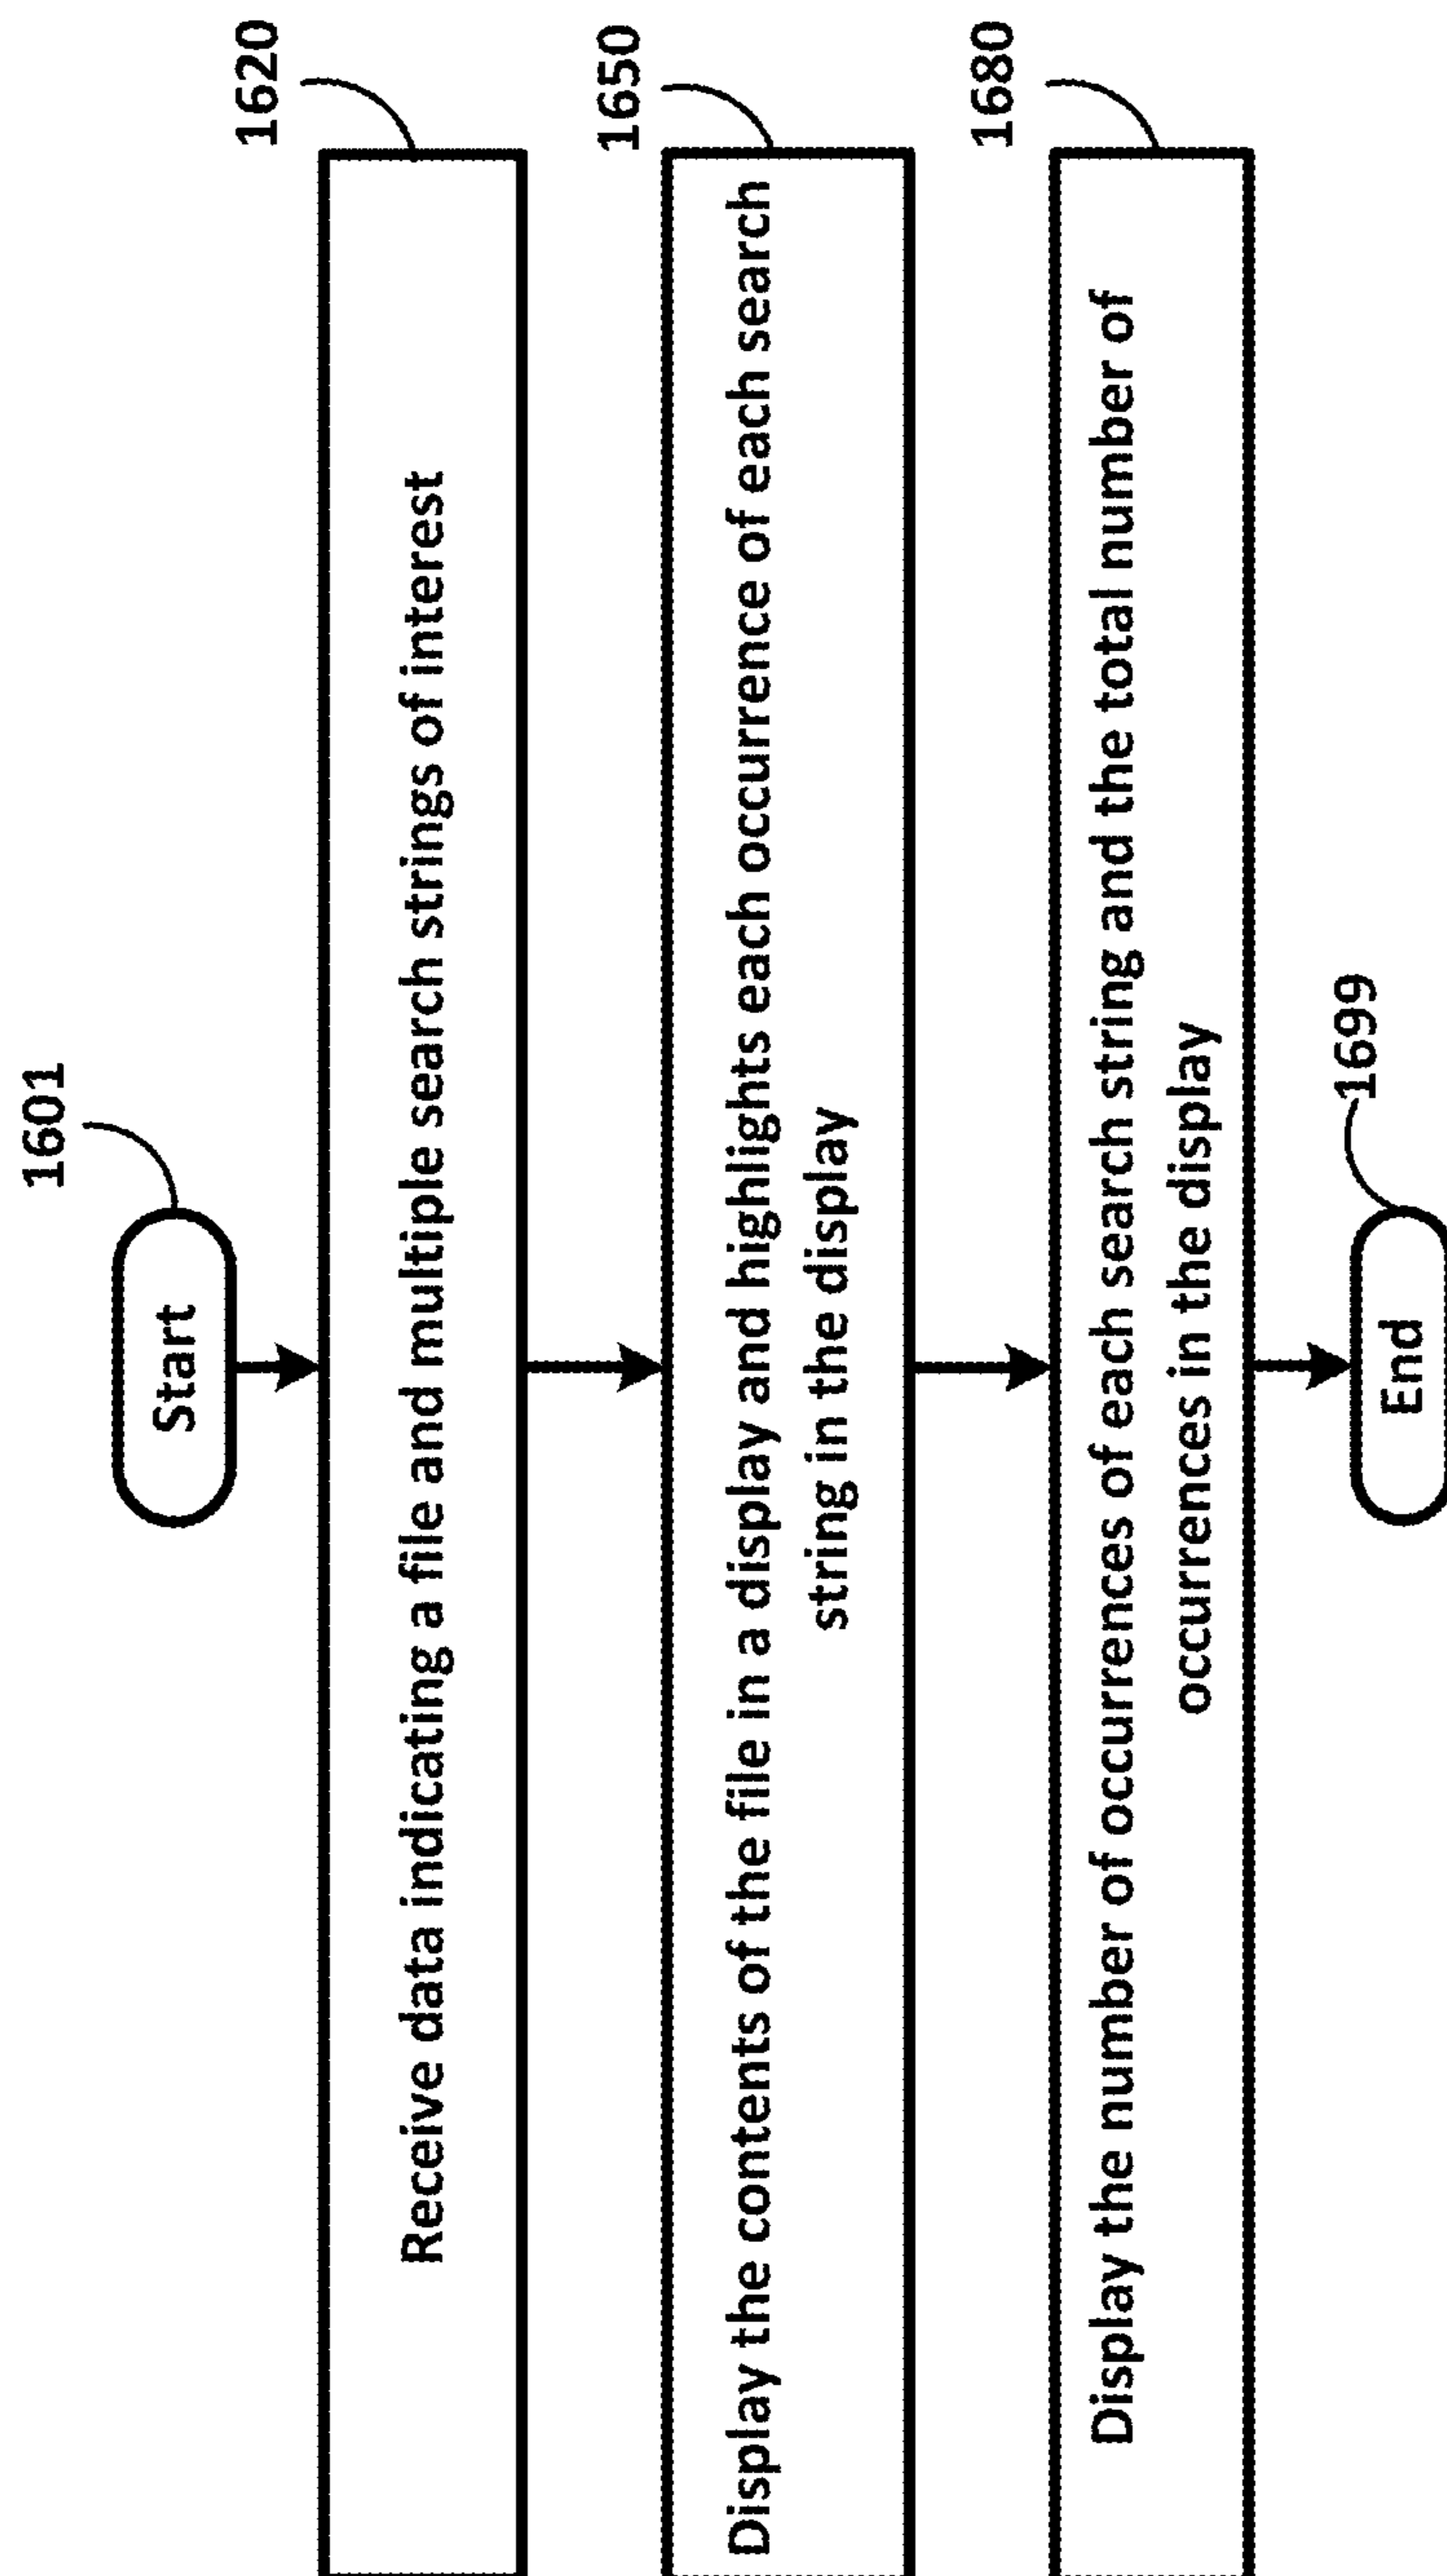 1601
Start
1620
Receive data indicating a file and multiple search strings of interest
1650
Display the contents of the file in a display and highlights each occurrence of each search
string in the display
1680
Display the number of occurrences of each search string and the total number of
occurrences in the display
1699
End